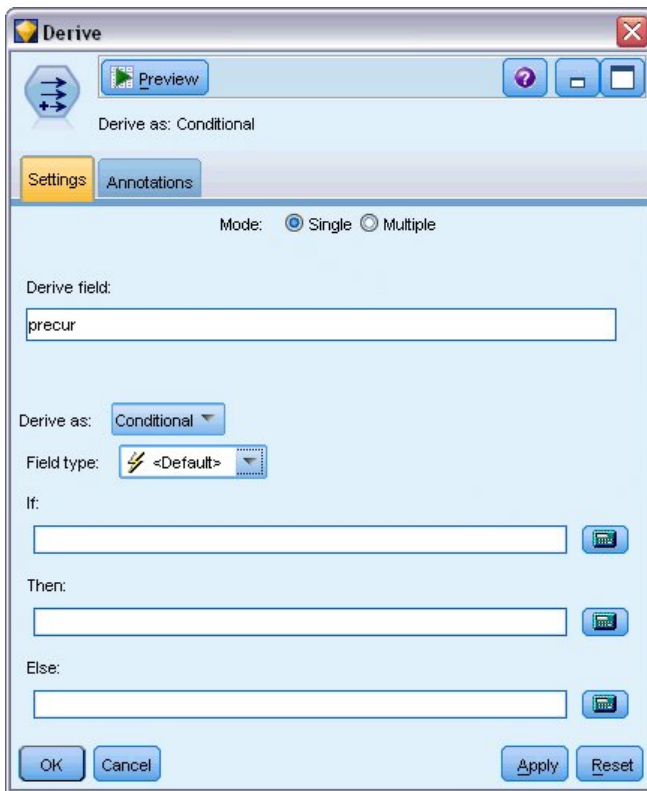 Derive
Preview
Derive as: Conditional
Settings Annotations
Mode: Single Multiple
Derive field:
precur
Derive as: Conditional
Field type: <Default>
If:
Then:
Else:
OK Cancel Apply Reset